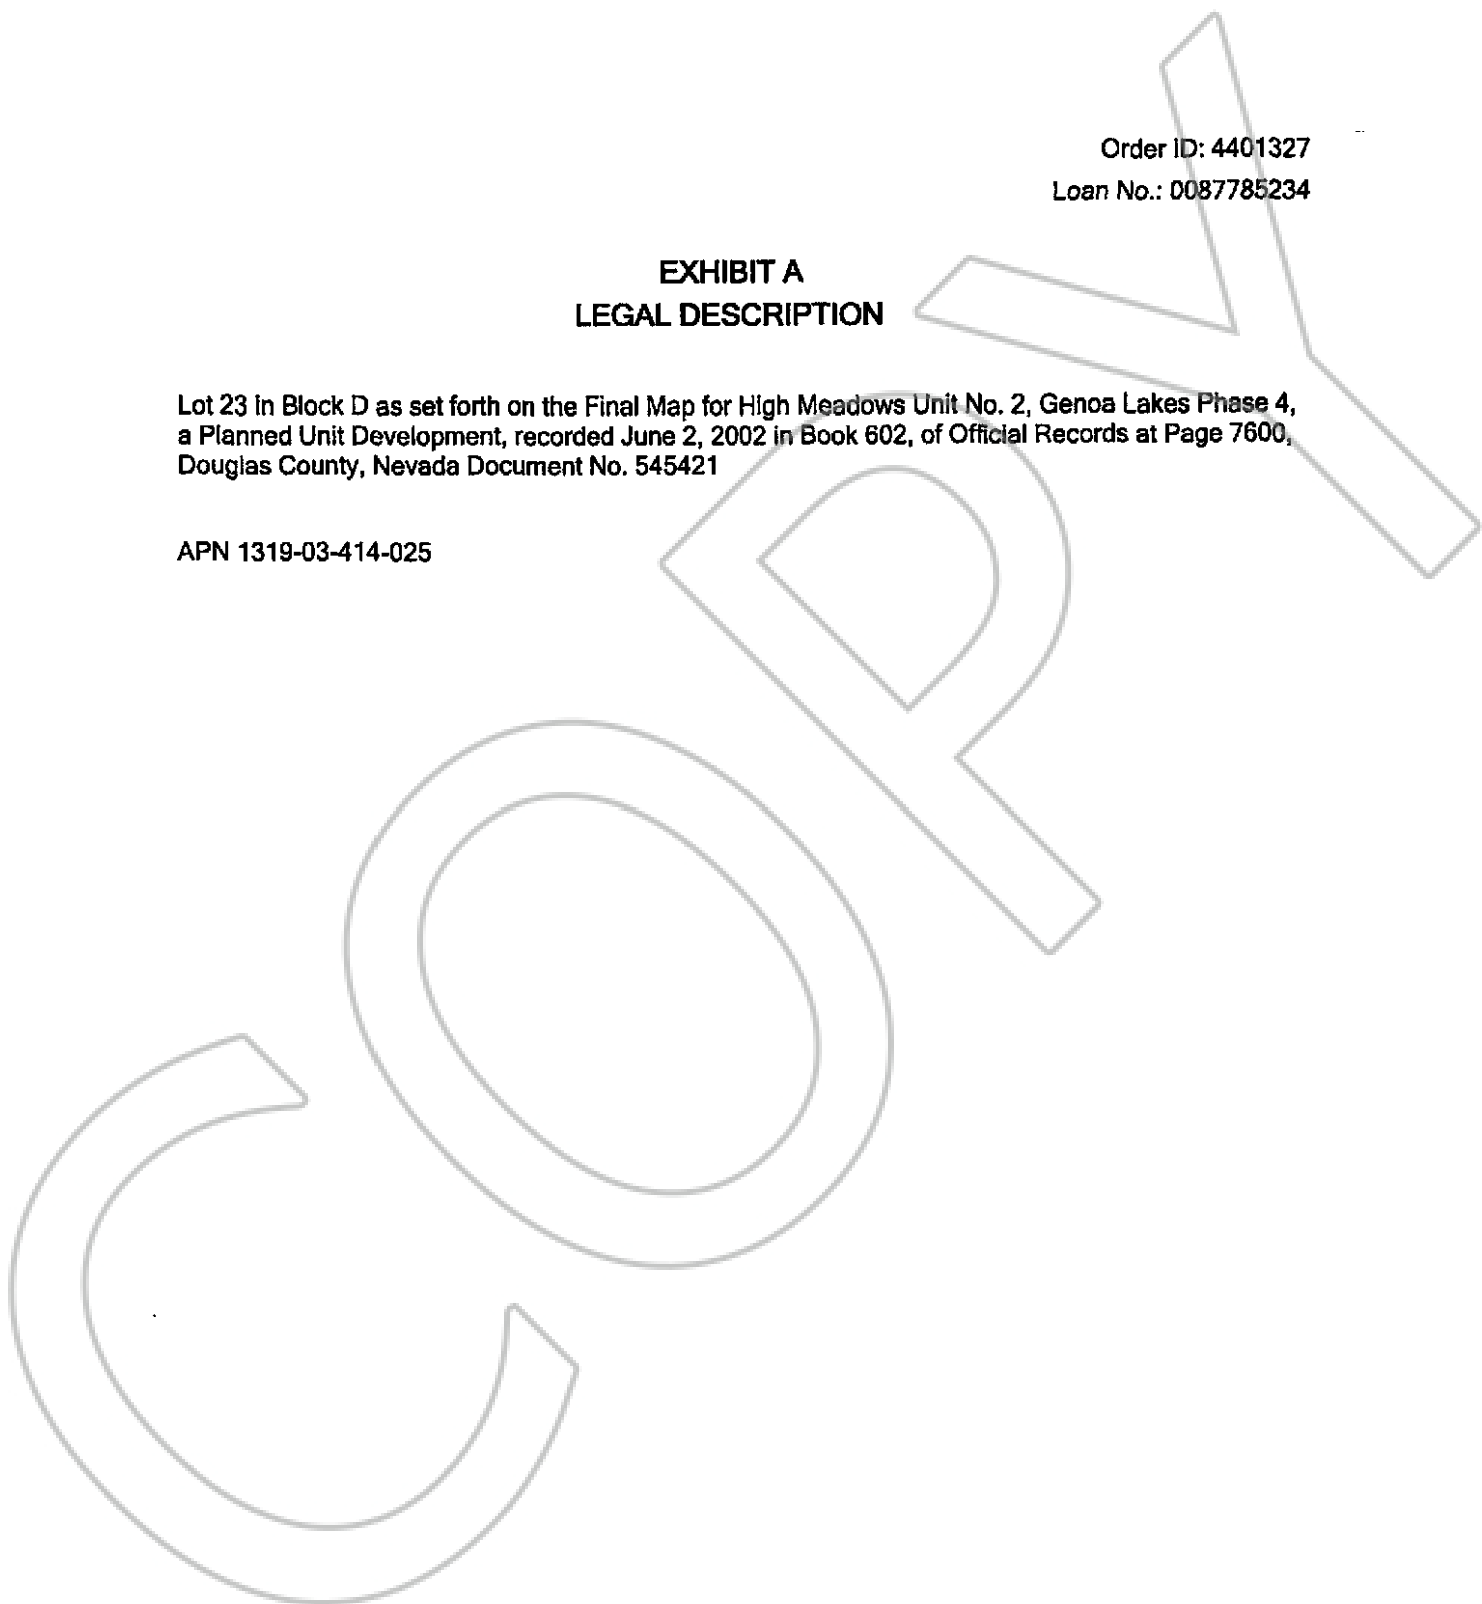 Order ID: 4401327
Loan No.: 0087785234
EXHIBIT A
LEGAL DESCRIPTION
Lot 23 in Block D as set forth on the Final Map for High Meadows Unit No. 2, Genoa Lakes Phase 4,
a Planned Unit Development, recorded June 2, 2002 in Book 602, of Official Records at Page 7600,
Douglas County, Nevada Document No. 545421
APN 1319-03-414-025
COPY